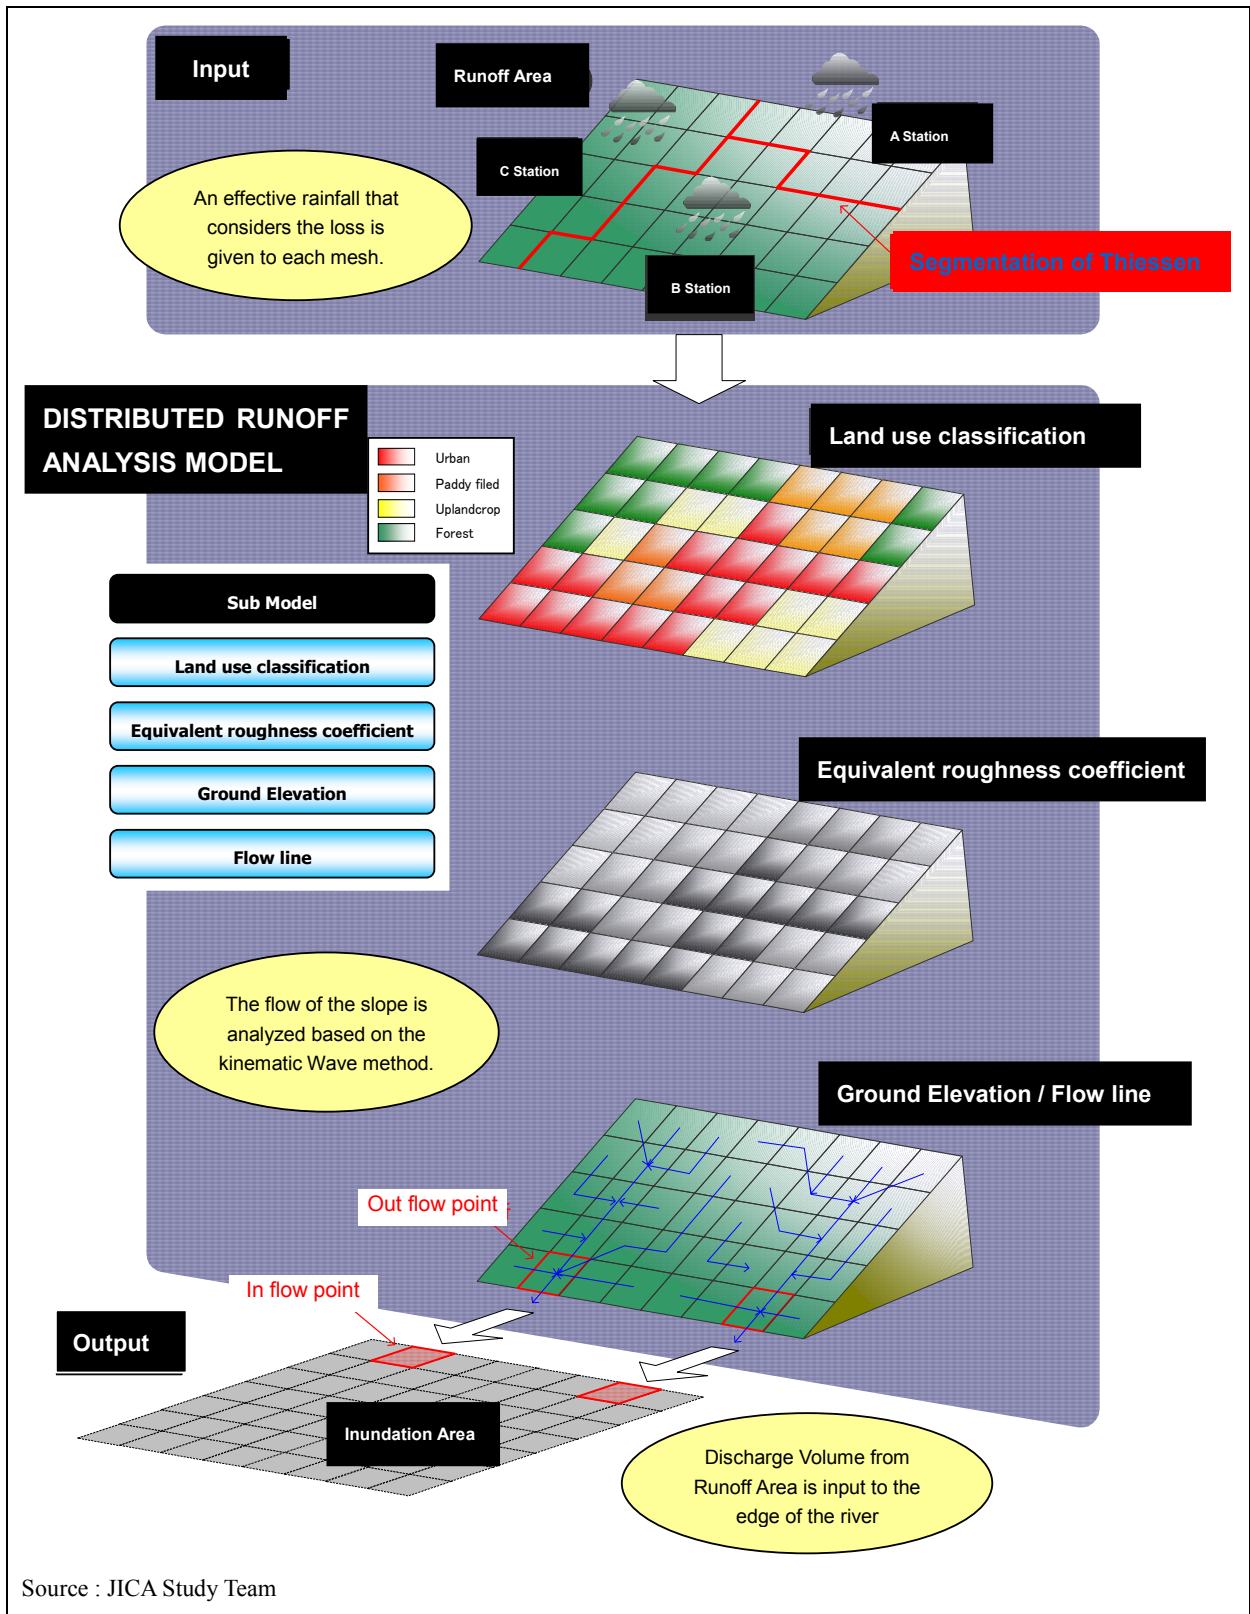 Input
Runoff Area
A Station
C Station
An effective rainfall that
considers the loss is
given to each mesh.
Segmentation of Thiessen
B Station
DISTRIBUTED RUNOFF
ANALYSIS MODEL
Land use classification
Urban
Paddy filed
Uplandcrop
Forest
Sub Model
Land use classification
Equivalent roughness coefficient
Ground Elevation
Flow line
Equivalent roughness coefficient
The flow of the slope is
analyzed based on the
kinematic Wave method.
Ground Elevation / Flow line
Out flow point
In flow point
Output
Inundation Area
Discharge Volume from
Runoff Area is input to the
edge of the river
Source : JICA Study Team